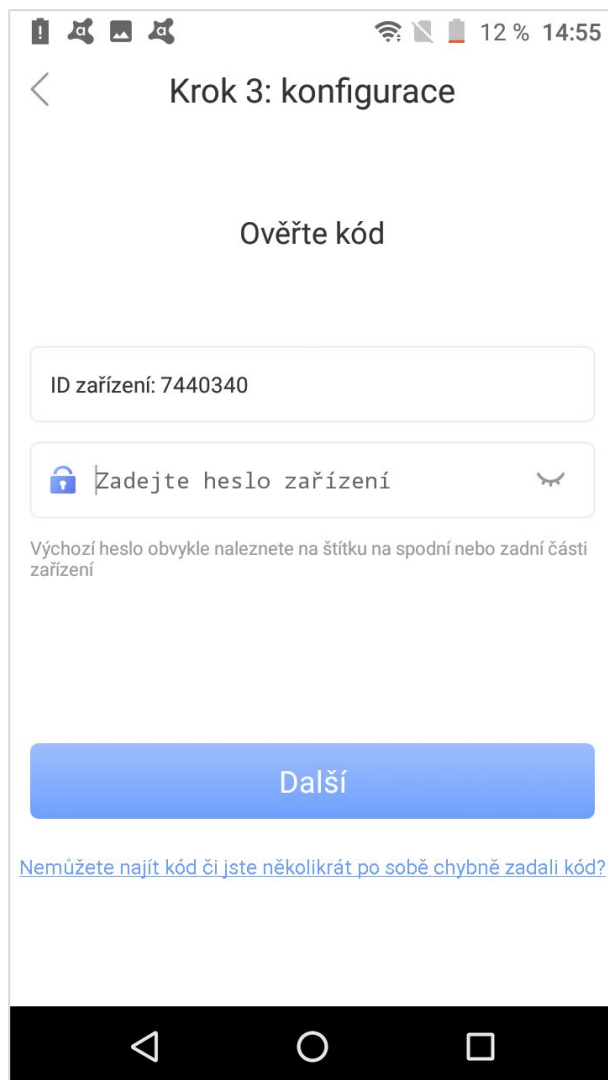 12 % 14:55
Krok 3: konfigurace
Ověřte kód
ID zařízení: 7440340
Zadejte heslo zařízení
Výchozí heslo obvykle naleznete na štítku na spodní nebo zadní části
zařízení
Další
Nemůžete najít kód či jste několikrát po sobě chybně zadali kód?